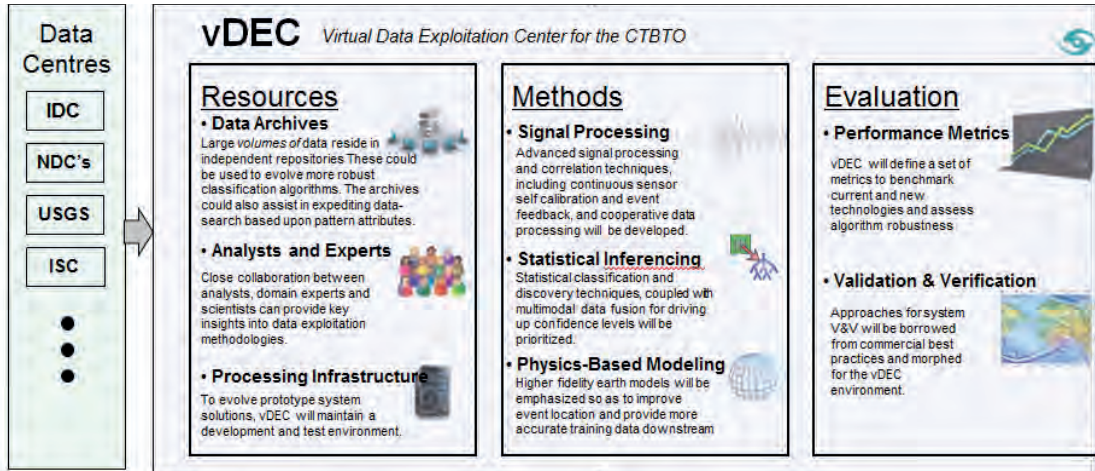 Data
Centres
IDC
NDC's
USGS
ISC
vDEC Virtual Data Exploitation Center for the CTBTO
Resources
• Data Archives
Large volumes of data reside in
independent repositories These could
be used to evolve more robust
classification algorithms. The archives
could also assist in expediting data-
search based upon pattern attributes.
• Analysts and Experts
Close collaboration between
analysts, domain experts and
scientists can provide key
insights into data exploitation
methodologies.
• Processing Infrastructure
To evolve prototype system
solutions, vDEC will maintain a
development and test environment.
Methods
• Signal Processing
Advanced signal processing
and correlation techniques,
including continuous sensor
self calibration and event
feedback, and cooperative data
processing will be developed.
• Statistical Inferencing
Statistical classification and
discovery techniques, coupled with
multimodal data fusion for driving
up confidence levels will be
prioritized.
• Physics-Based Modeling
Higher fidelity earth models will be
emphasized so as to improve
event location and provide more
accurate training data downstream
Evaluation
• Performance Metrics
vDEC will define a set of
metrics to benchmark
current and new
technologies and assess
algorithm robustness
• Validation & Verification
Approaches for system
V&V will be borrowed
from commercial best
practices and morphed
for the vDEC
environment.